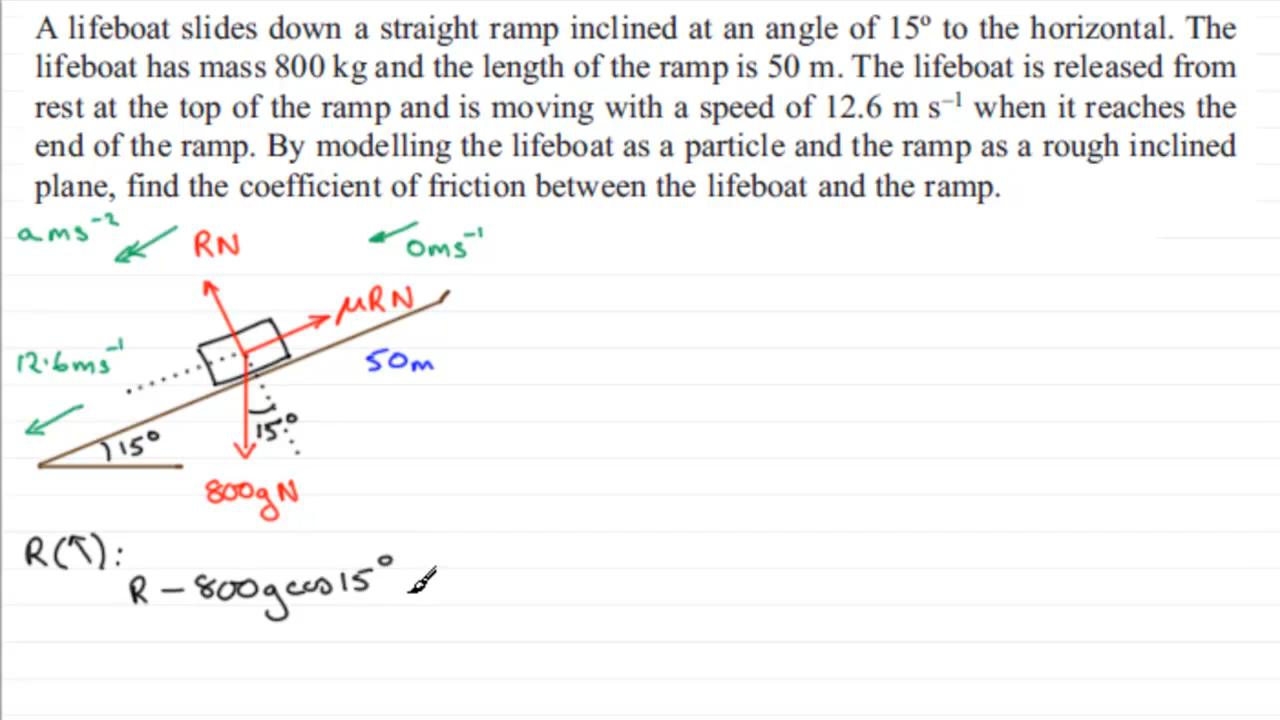 A lifeboat slides down a straight ramp inclined at an angle of 15º to the horizontal. The
lifeboat has mass 800 kg and the length of the ramp is 50 m. The lifeboat is released from
rest at the top of the ramp and is moving with a speed of 12.6 m s⁻¹ when it reaches the
end of the ramp. By modelling the lifeboat as a particle and the ramp as a rough inclined
plane, find the coefficient of friction between the lifeboat and the ramp.
a ms⁻²
RN
0ms⁻¹
μRN
12.6ms⁻¹
50m
15°
15°
800gN
R(↖):
R − 800g cos15°